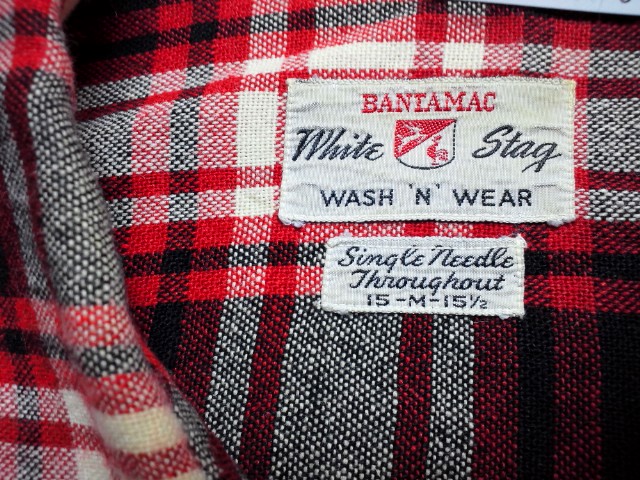 BANTAMAC
White Stag
WASH 'N' WEAR
Single Needle
Throughout
15-M-15½